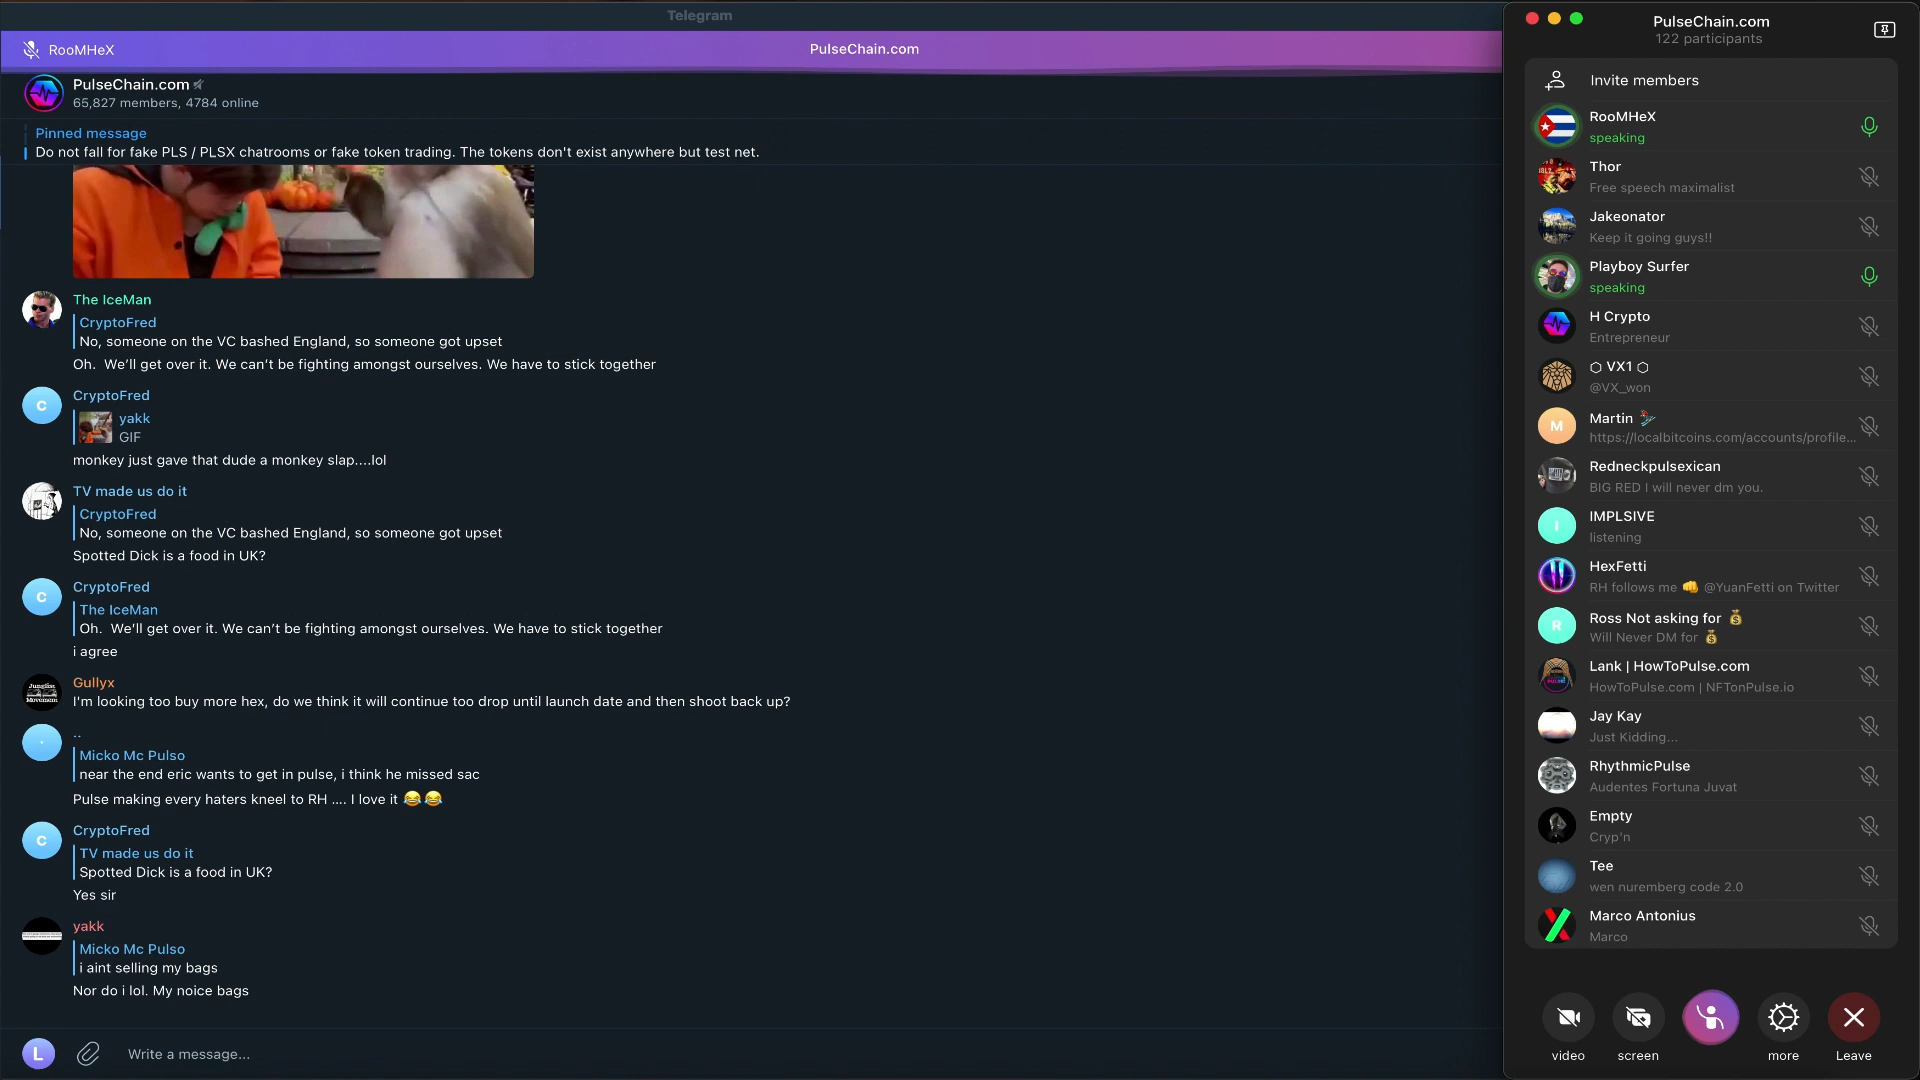 Telegram
RooMHeX
PulseChain.com
PulseChain.com
65,827 members, 4784 online
Pinned message
Do not fall for fake PLS / PLSX chatrooms or fake token trading. The tokens don't exist anywhere but test net.
The IceMan
CryptoFred
No, someone on the VC bashed England, so someone got upset
Oh.  We'll get over it. We can't be fighting amongst ourselves. We have to stick together
C
CryptoFred
yakk
GIF
monkey just gave that dude a monkey slap....lol
TV made us do it
CryptoFred
No, someone on the VC bashed England, so someone got upset
Spotted Dick is a food in UK?
C
CryptoFred
The IceMan
Oh.  We'll get over it. We can't be fighting amongst ourselves. We have to stick together
i agree
Gullyx
I'm looking too buy more hex, do we think it will continue too drop until launch date and then shoot back up?
..
Micko Mc Pulso
near the end eric wants to get in pulse, i think he missed sac
Pulse making every haters kneel to RH .... I love it 😂😂
C
CryptoFred
TV made us do it
Spotted Dick is a food in UK?
Yes sir
yakk
Micko Mc Pulso
i aint selling my bags
Nor do i lol. My noice bags
L
Write a message...
PulseChain.com
122 participants
Invite members
RooMHeX
speaking
Thor
Free speech maximalist
Jakeonator
Keep it going guys!!
Playboy Surfer
speaking
H Crypto
Entrepreneur
⬡ VX1 ⬡
@VX_won
M
Martin
https://localbitcoins.com/accounts/profile...
Redneckpulsexican
BIG RED I will never dm you.
I
IMPLSIVE
listening
HexFetti
RH follows me 👊 @YuanFetti on Twitter
R
Ross Not asking for 💰
Will Never DM for 💰
Lank | HowToPulse.com
HowToPulse.com | NFTonPulse.io
Jay Kay
Just Kidding...
RhythmicPulse
Audentes Fortuna Juvat
Empty
Cryp'n
Tee
wen nuremberg code 2.0
Marco Antonius
Marco
video
screen
more
Leave